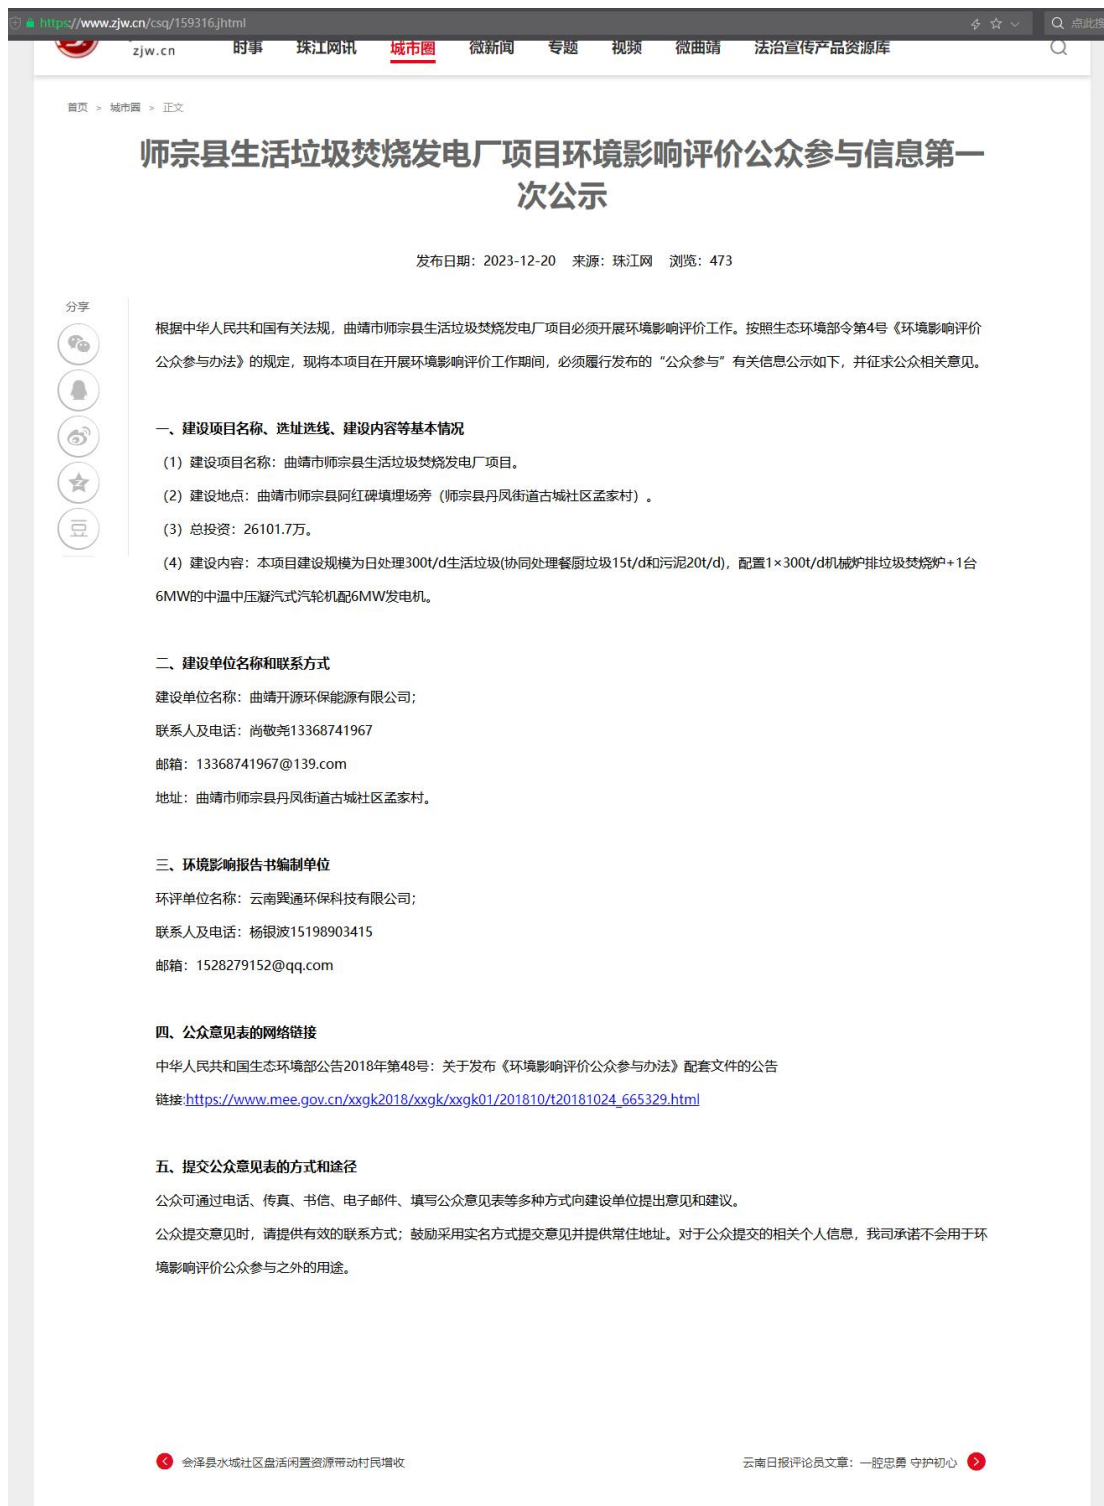 https://www.zjw.cn/csq/159316.jhtml
点此搜
zjw.cn
时事 珠江网讯 城市圈 微新闻 专题 视频 微曲靖 法治宣传产品资源库
首页 > 城市圈 > 正文
师宗县生活垃圾焚烧发电厂项目环境影响评价公众参与信息第一
次公示
发布日期：2023-12-20 来源：珠江网 浏览：473
分享
根据中华人民共和国有关法规，曲靖市师宗县生活垃圾焚烧发电厂项目必须开展环境影响评价工作。按照生态环境部令第4号《环境影响评价
公众参与办法》的规定，现将本项目在开展环境影响评价工作期间，必须履行发布的“公众参与”有关信息公示如下，并征求公众相关意见。
一、建设项目名称、选址选线、建设内容等基本情况
（1）建设项目名称：曲靖市师宗县生活垃圾焚烧发电厂项目。
（2）建设地点：曲靖市师宗县阿红碑填埋场旁（师宗县丹凤街道古城社区孟家村）。
（3）总投资：26101.7万。
（4）建设内容：本项目建设规模为日处理300t/d生活垃圾(协同处理餐厨垃圾15t/d和污泥20t/d)，配置1×300t/d机械炉排垃圾焚烧炉+1台
6MW的中温中压凝汽式汽轮机配6MW发电机。
二、建设单位名称和联系方式
建设单位名称：曲靖开源环保能源有限公司；
联系人及电话：尚敬尧13368741967
邮箱：13368741967@139.com
地址：曲靖市师宗县丹凤街道古城社区孟家村。
三、环境影响报告书编制单位
环评单位名称：云南巽通环保科技有限公司；
联系人及电话：杨银波15198903415
邮箱：1528279152@qq.com
四、公众意见表的网络链接
中华人民共和国生态环境部公告2018年第48号：关于发布《环境影响评价公众参与办法》配套文件的公告
链接:https://www.mee.gov.cn/xxgk2018/xxgk/xxgk01/201810/t20181024_665329.html
五、提交公众意见表的方式和途径
公众可通过电话、传真、书信、电子邮件、填写公众意见表等多种方式向建设单位提出意见和建议。
公众提交意见时，请提供有效的联系方式；鼓励采用实名方式提交意见并提供常住地址。对于公众提交的相关个人信息，我司承诺不会用于环
境影响评价公众参与之外的用途。
会泽县水城社区盘活闲置资源带动村民增收
云南日报评论员文章：一腔忠勇 守护初心